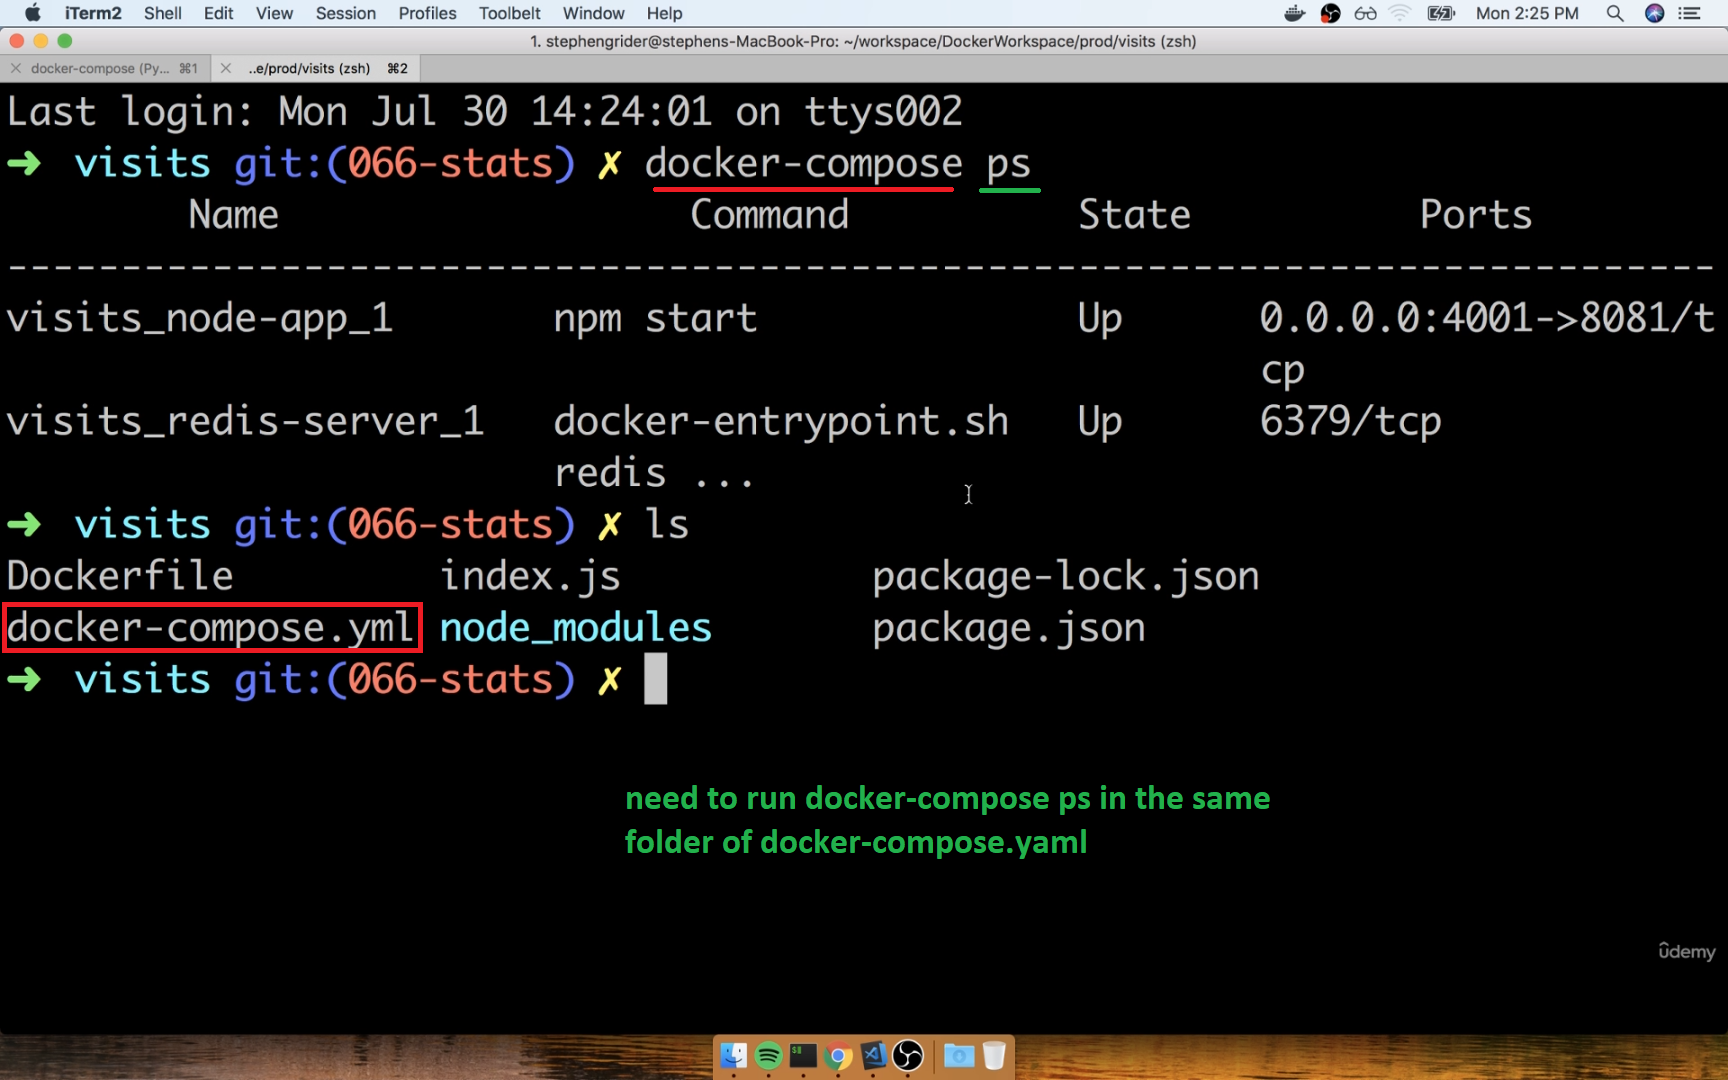 iTerm2 Shell Edit View Session Profiles Toolbelt Window Help Mon 2:25 PM
1. stephengrider@stephens-MacBook-Pro: ~/workspace/DockerWorkspace/prod/visits (zsh)
docker-compose (Py... ⌘1 ..e/prod/visits (zsh) ⌘2
Last login: Mon Jul 30 14:24:01 on ttys002
➜ visits git:(066-stats) ✗ docker-compose ps
Name Command State Ports
--------------------------------------------------------------------------
visits_node-app_1 npm start Up 0.0.0.0:4001->8081/t
cp
visits_redis-server_1 docker-entrypoint.sh Up 6379/tcp
redis ...
➜ visits git:(066-stats) ✗ ls
Dockerfile index.js package-lock.json
docker-compose.yml node_modules package.json
➜ visits git:(066-stats) ✗
need to run docker-compose ps in the same
folder of docker-compose.yaml
ûdemy